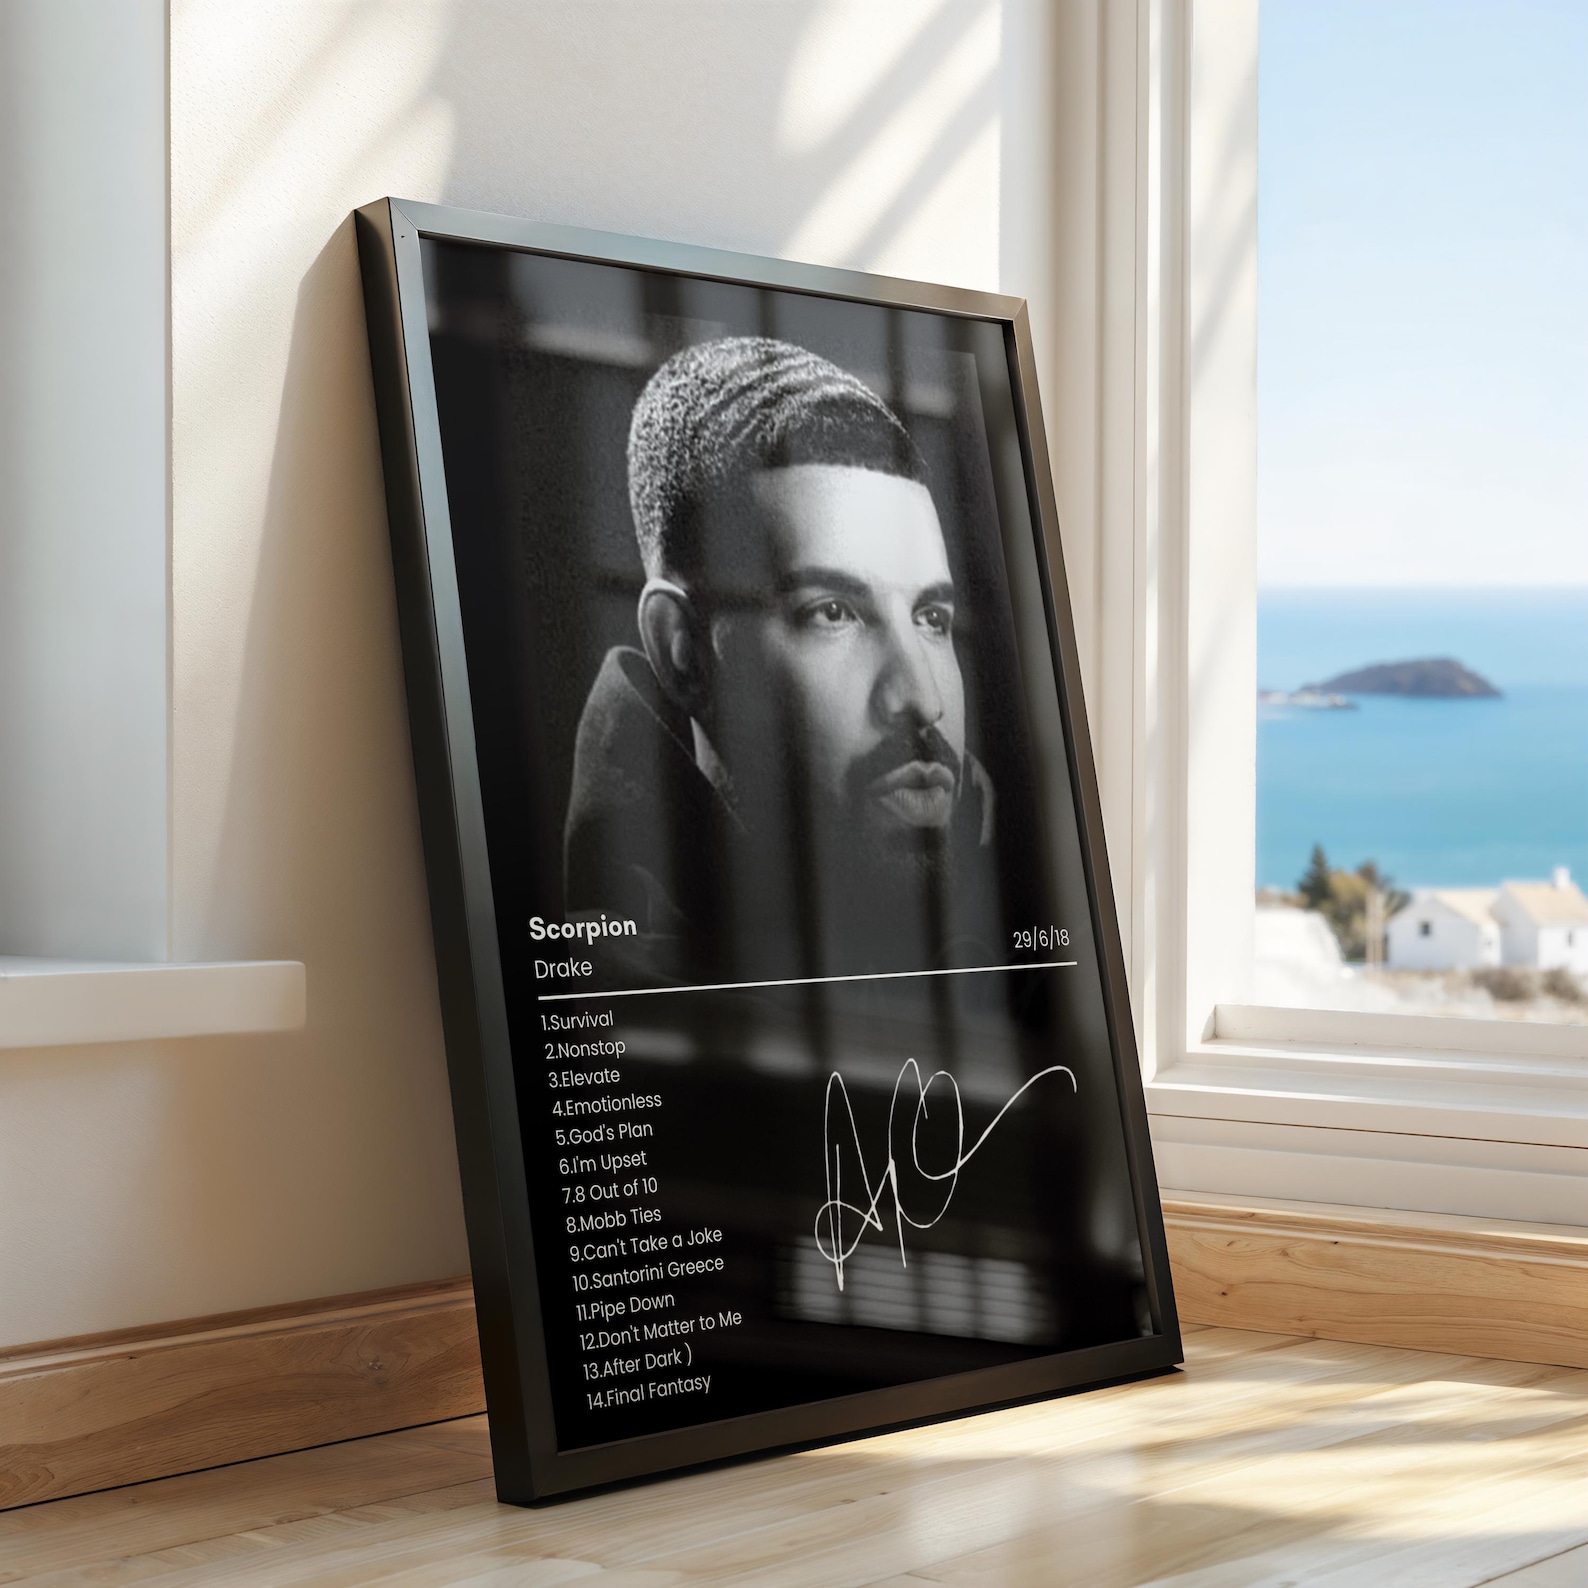 Scorpion
Drake
29/6/18
1.Survival
2.Nonstop
3.Elevate
4.Emotionless
5.God's Plan
6.I'm Upset
7.8 Out of 10
8.Mobb Ties
9.Can't Take a Joke
10.Santorini Greece
11.Pipe Down
12.Don't Matter to Me
13.After Dark )
14.Final Fantasy